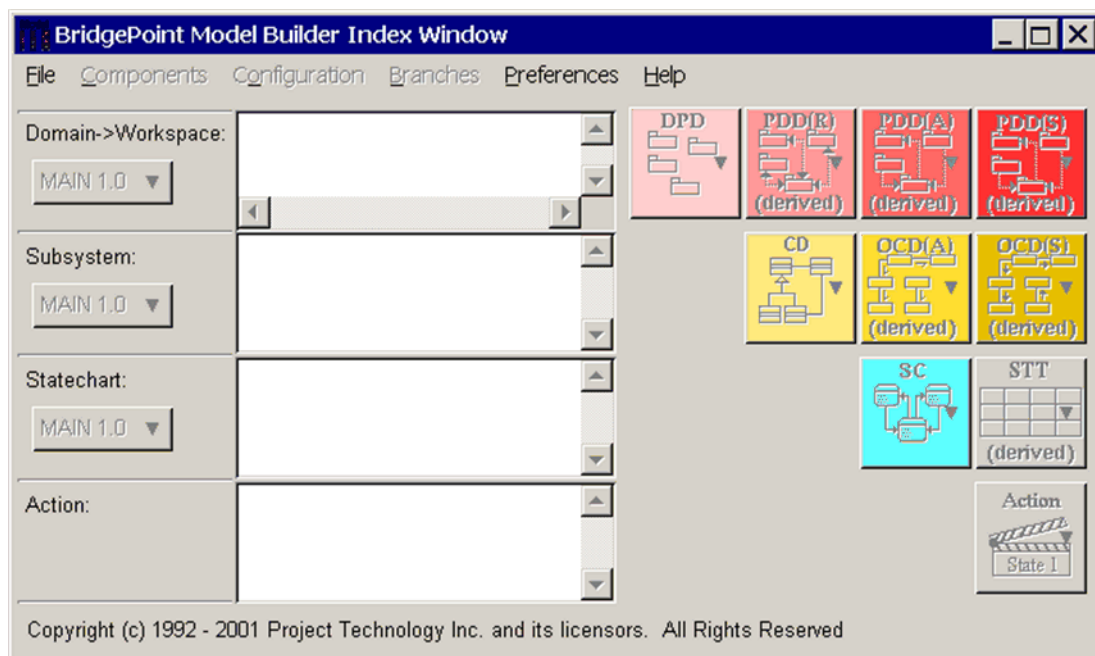 BridgePoint Model Builder Index Window
File Components Configuration Branches Preferences Help
Domain->Workspace:
MAIN 1.0
DPD
PDD(R)
(derived)
PDD(A)
(derived)
PDD(S)
(derived)
Subsystem:
MAIN 1.0
CD
OCD(A)
(derived)
OCD(S)
(derived)
Statechart:
MAIN 1.0
SC
STT
(derived)
Action:
Action
State 1
Copyright (c) 1992 - 2001 Project Technology Inc. and its licensors. All Rights Reserved